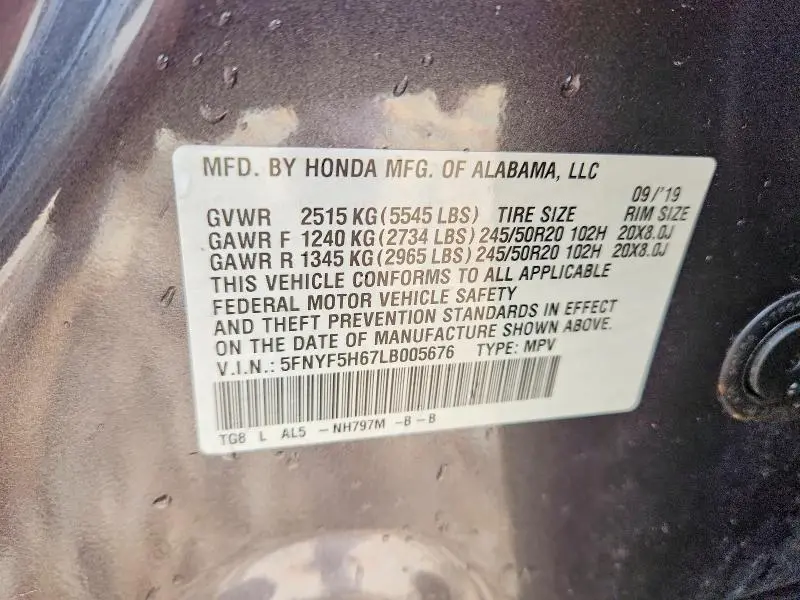 MFD. BY HONDA MFG. OF ALABAMA, LLC
09/'19
GVWR 2515 KG (5545 LBS) TIRE SIZE RIM SIZE
GAWR F 1240 KG (2734 LBS) 245/50R20 102H 20X8.0J
GAWR R 1345 KG (2965 LBS) 245/50R20 102H 20X8.0J
THIS VEHICLE CONFORMS TO ALL APPLICABLE
FEDERAL MOTOR VEHICLE SAFETY
AND THEFT PREVENTION STANDARDS IN EFFECT
ON THE DATE OF MANUFACTURE SHOWN ABOVE.
V.I.N.: 5FNYF5H67LB005676 TYPE: MPV
TG8 L AL5 -NH797M -B -B